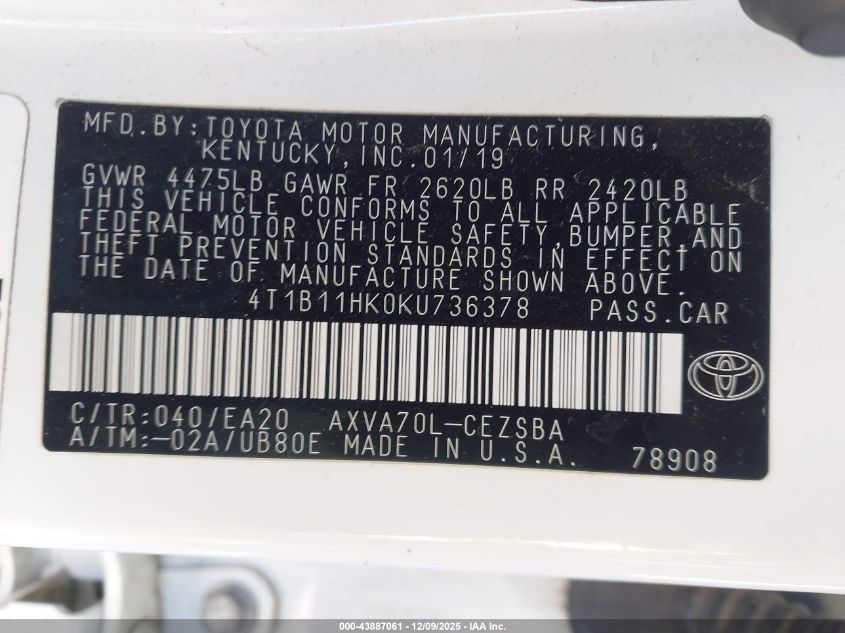 MFD.BY:TOYOTA MOTOR MANUFACTURING,
KENTUCKY, INC.01/19
GVWR 4475LB GAWR FR 2620LB RR 2420LB
THIS VEHICLE CONFORMS TO ALL APPLICABLE
FEDERAL MOTOR VEHICLE SAFETY,BUMPER,AND
THEFT PREVENTION STANDARDS IN EFFECT ON
THE DATE OF MANUFACTURE SHOWN ABOVE.
4T1B11HK0KU736378 PASS.CAR
C/TR:040/EA20 AXVA70L-CEZSBA
A/TM:-02A/UB80E MADE IN U.S.A. 78908
000-43887061 - 12/09/2025 - IAA Inc.